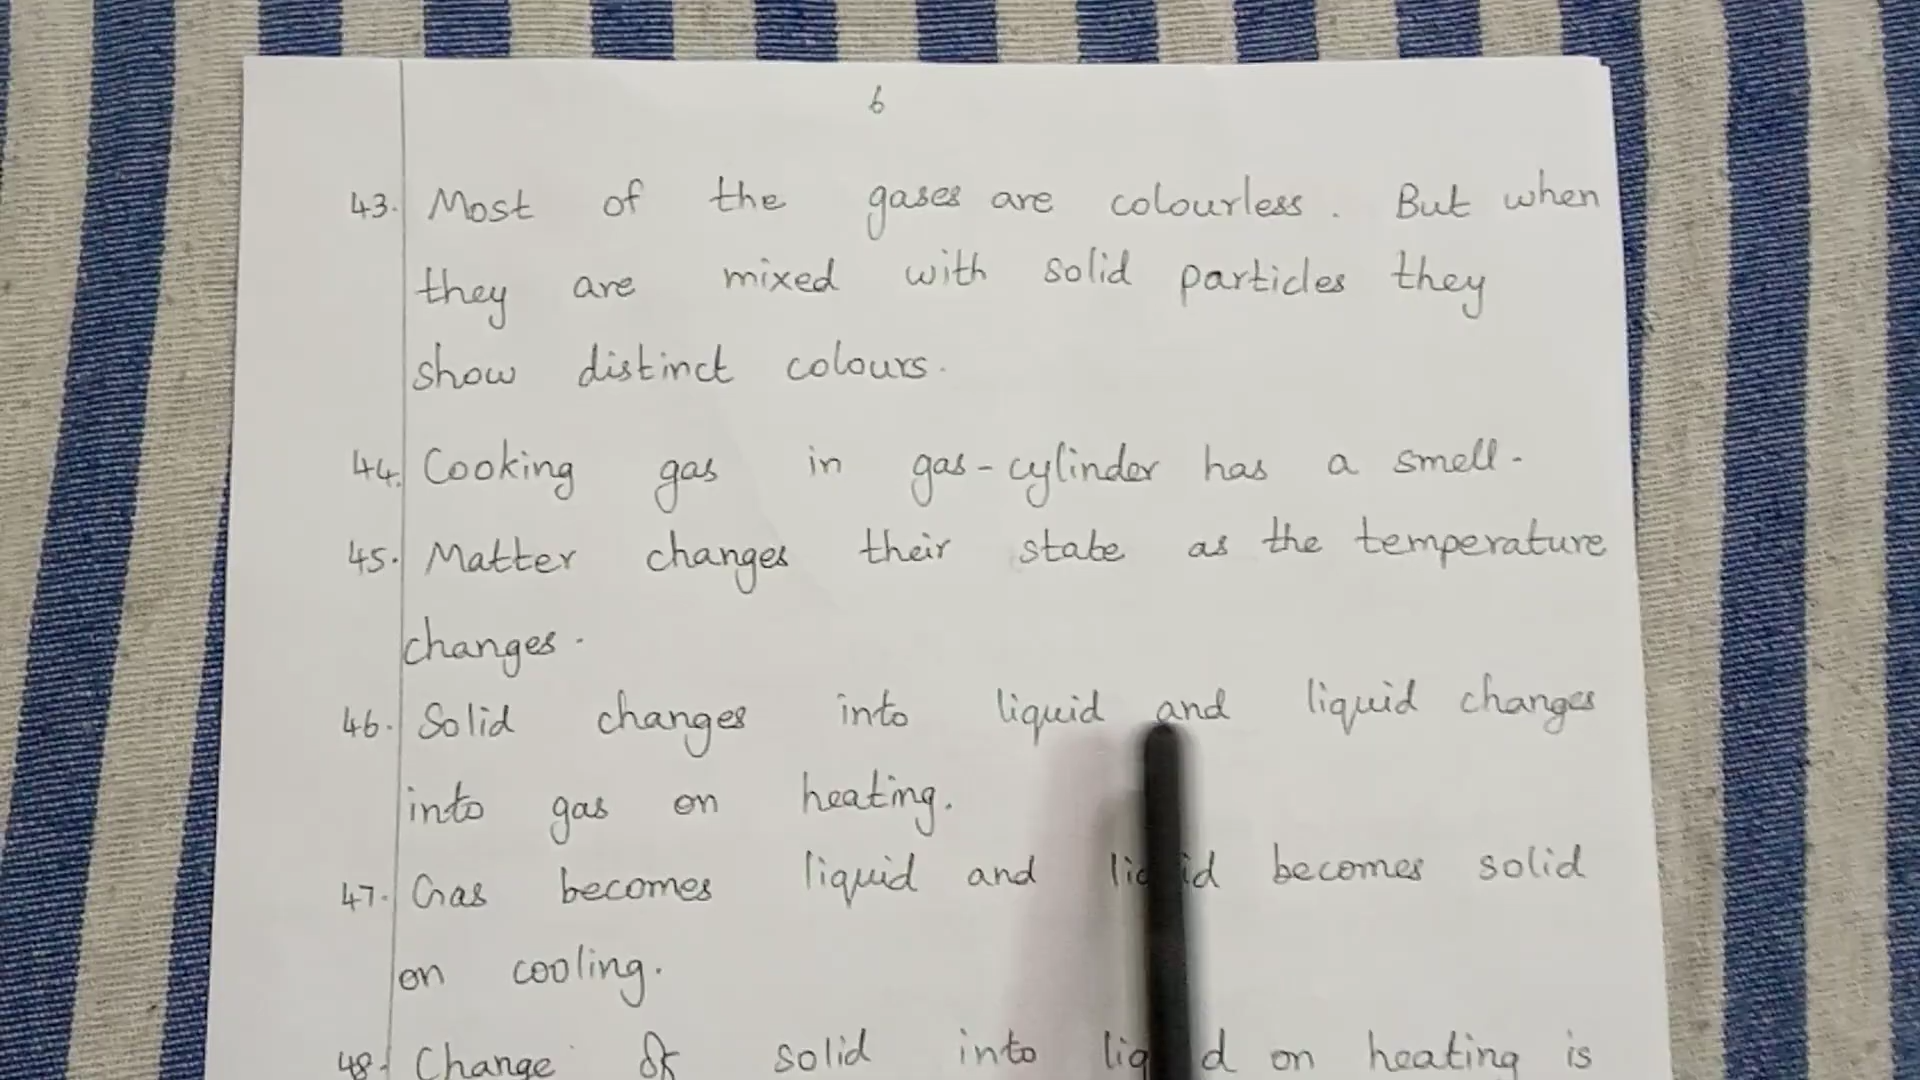 6
43. Most of the gases are colourless. But when
they are mixed with solid particles they
show distinct colours.
44. Cooking gas in gas-cylinder has a smell.
45. Matter changes their state as the temperature
changes.
46. Solid changes into liquid and liquid changes
into gas on heating.
47. Gas becomes liquid and liquid becomes solid
on cooling.
48. Change of solid into liquid on heating is